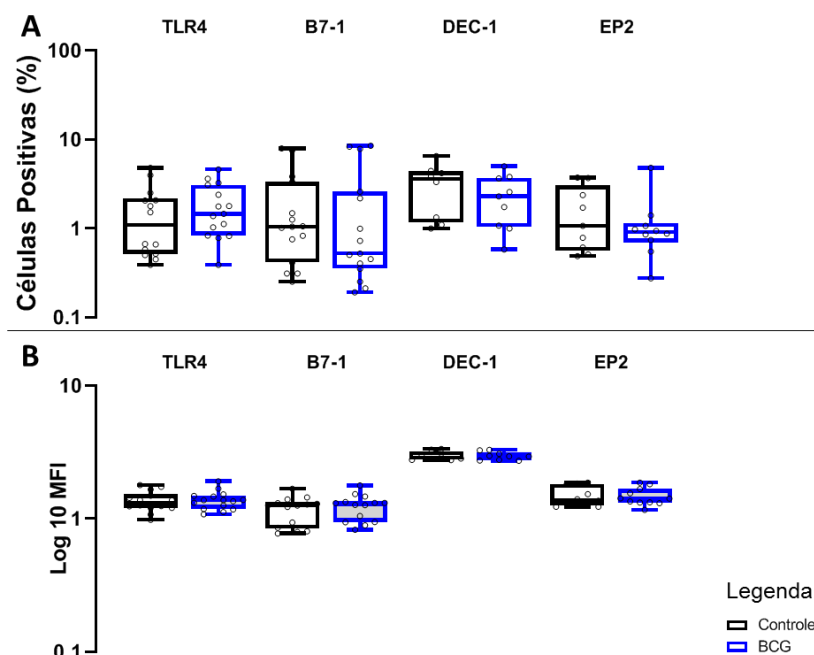 A
TLR4 B7-1 DEC-1 EP2
Células Positivas (%)
100
10
1
0.1
B
TLR4 B7-1 DEC-1 EP2
Log 10 MFI
10
1
0.1
Legenda
Controle
BCG